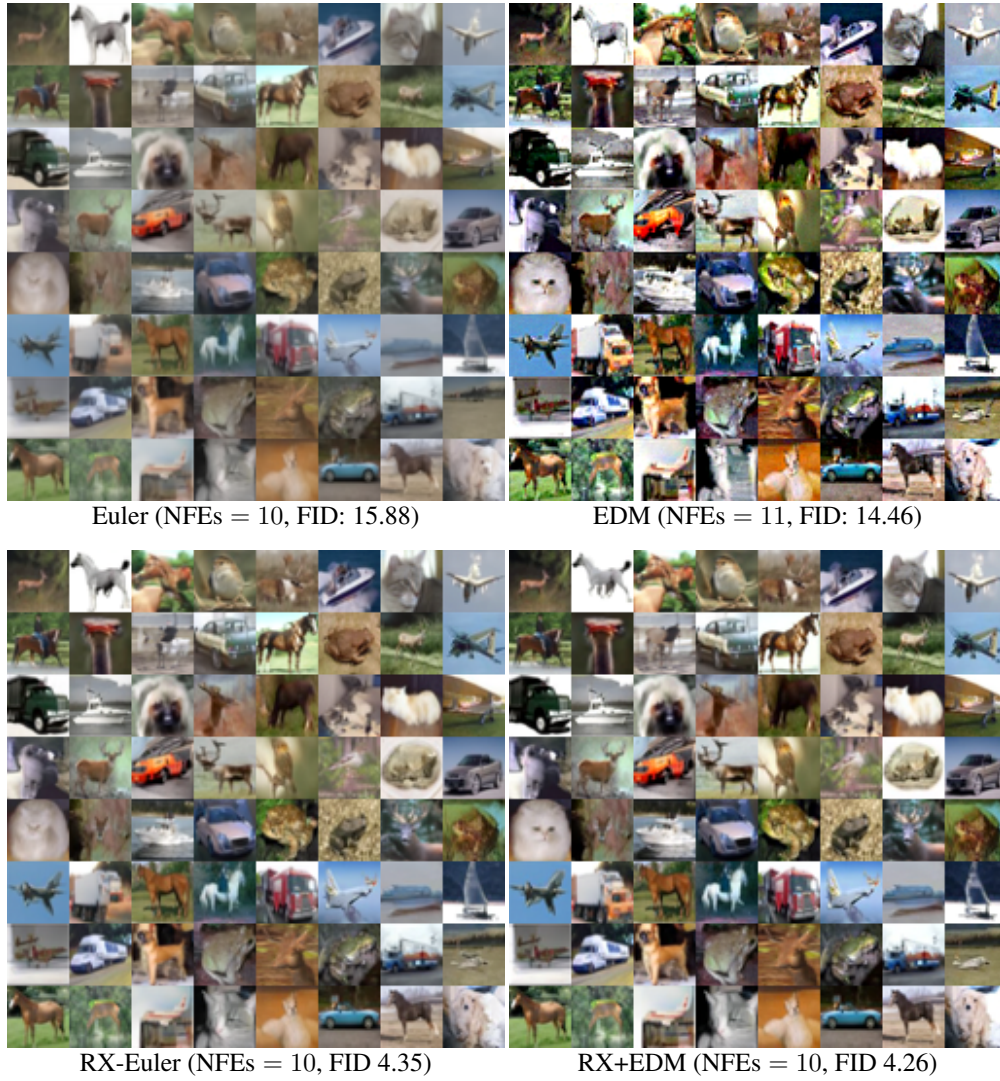 Euler (NFEs = 10, FID: 15.88)
EDM (NFEs = 11, FID: 14.46)
RX-Euler (NFEs = 10, FID 4.35)
RX+EDM (NFEs = 10, FID 4.26)